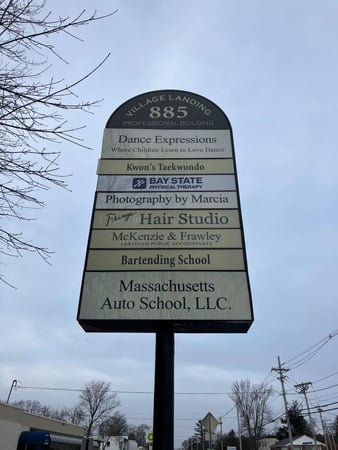 VILLAGE LANDING
885
PROFESSIONAL BUILDING
Dance Expressions
Where Children Learn to Love Dance
Kwon's Taekwondo
BAY STATE
PHYSICAL THERAPY
Photography by Marcia
Hair Studio
McKenzie & Frawley
CERTIFIED PUBLIC ACCOUNTANTS
Bartending School
Massachusetts
Auto School, LLC.